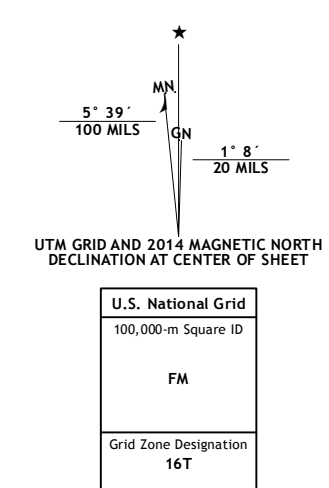 ★
MN
5° 39´
100 MILS
GN
1° 8´
20 MILS
UTM GRID AND 2014 MAGNETIC NORTH
DECLINATION AT CENTER OF SHEET
U.S. National Grid
100,000-m Square ID
FM
Grid Zone Designation
16T